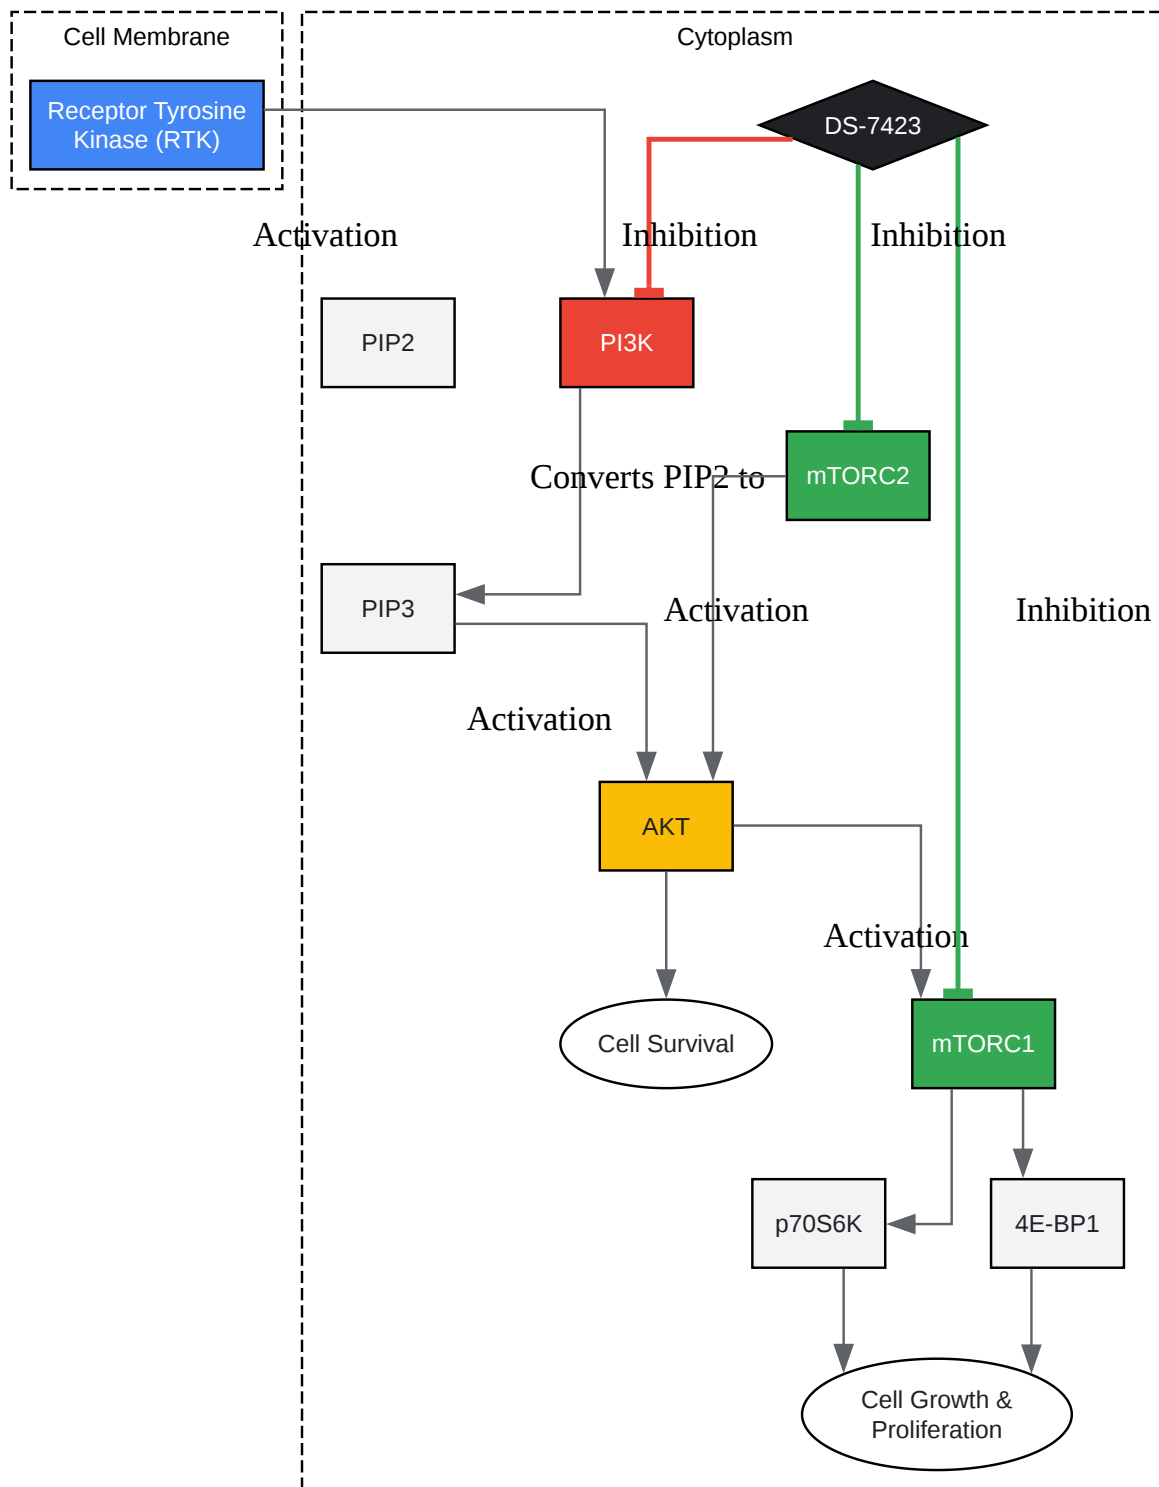 Cell Membrane
Cytoplasm
Receptor Tyrosine
Kinase (RTK)
DS-7423
Activation
Inhibition
Inhibition
PIP2
PI3K
Converts PIP2 to
mTORC2
PIP3
Activation
Inhibition
Activation
AKT
Activation
Cell Survival
mTORC1
p70S6K
4E-BP1
Cell Growth &
Proliferation